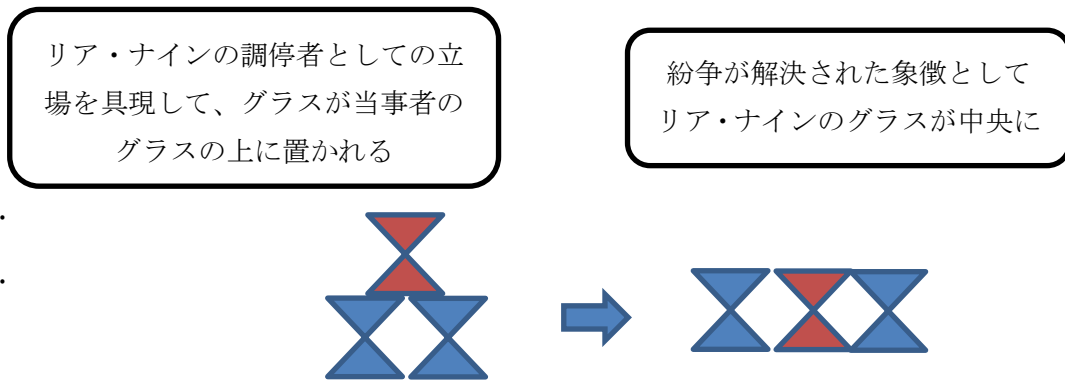 リア・ナインの調停者としての立
場を具現して、グラスが当事者の
グラスの上に置かれる
紛争が解決された象徴として
リア・ナインのグラスが中央に